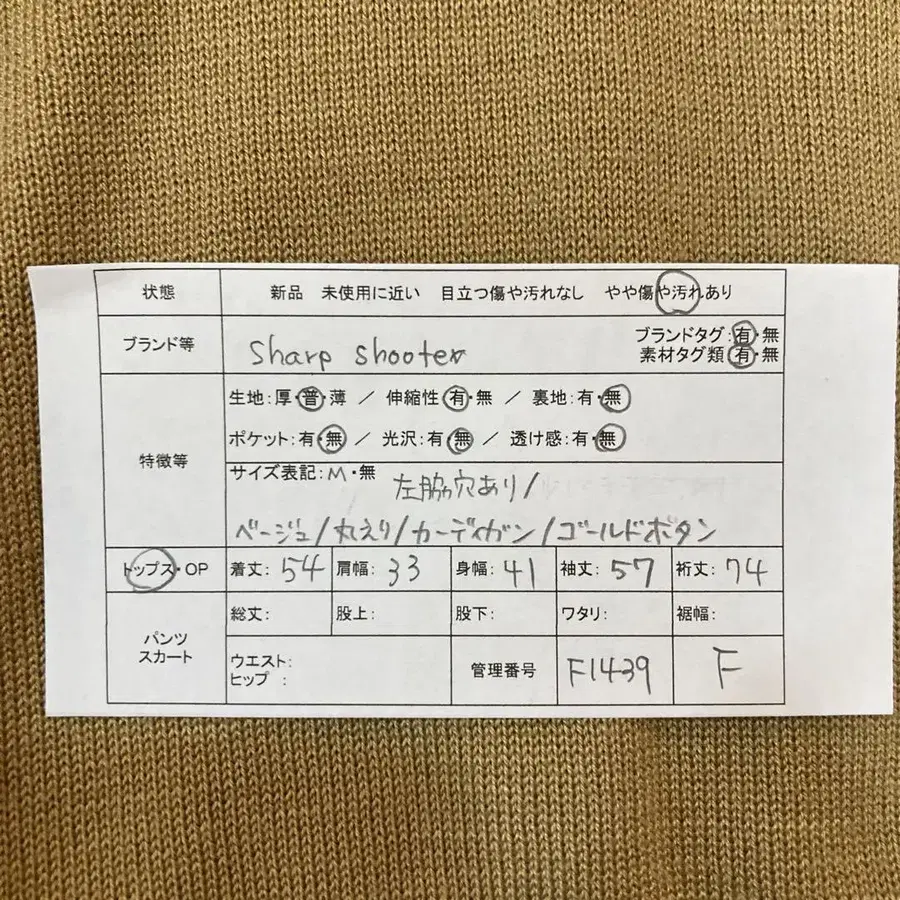 状態 新品 未使用に近い 目立つ傷や汚れなし やや傷や汚れあり
ブランド等 Sharp Shooter ブランドタグ:有・無
素材タグ類:有・無
特徴等
生地:厚・普・薄 / 伸縮性:有・無 / 裏地:有・無
ポケット:有・無 / 光沢:有・無 / 透け感:有・無
サイズ表記:M・無 左脇穴あり/
ベージュ/丸えり/カーディガン/ゴールドボタン
トップス・OP 着丈:54 肩幅:33 身幅:41 袖丈:57 裄丈:74
パンツ
スカート
総丈: 股上: 股下: ワタリ: 裾幅:
ウエスト:
ヒップ :
管理番号 F1439 F